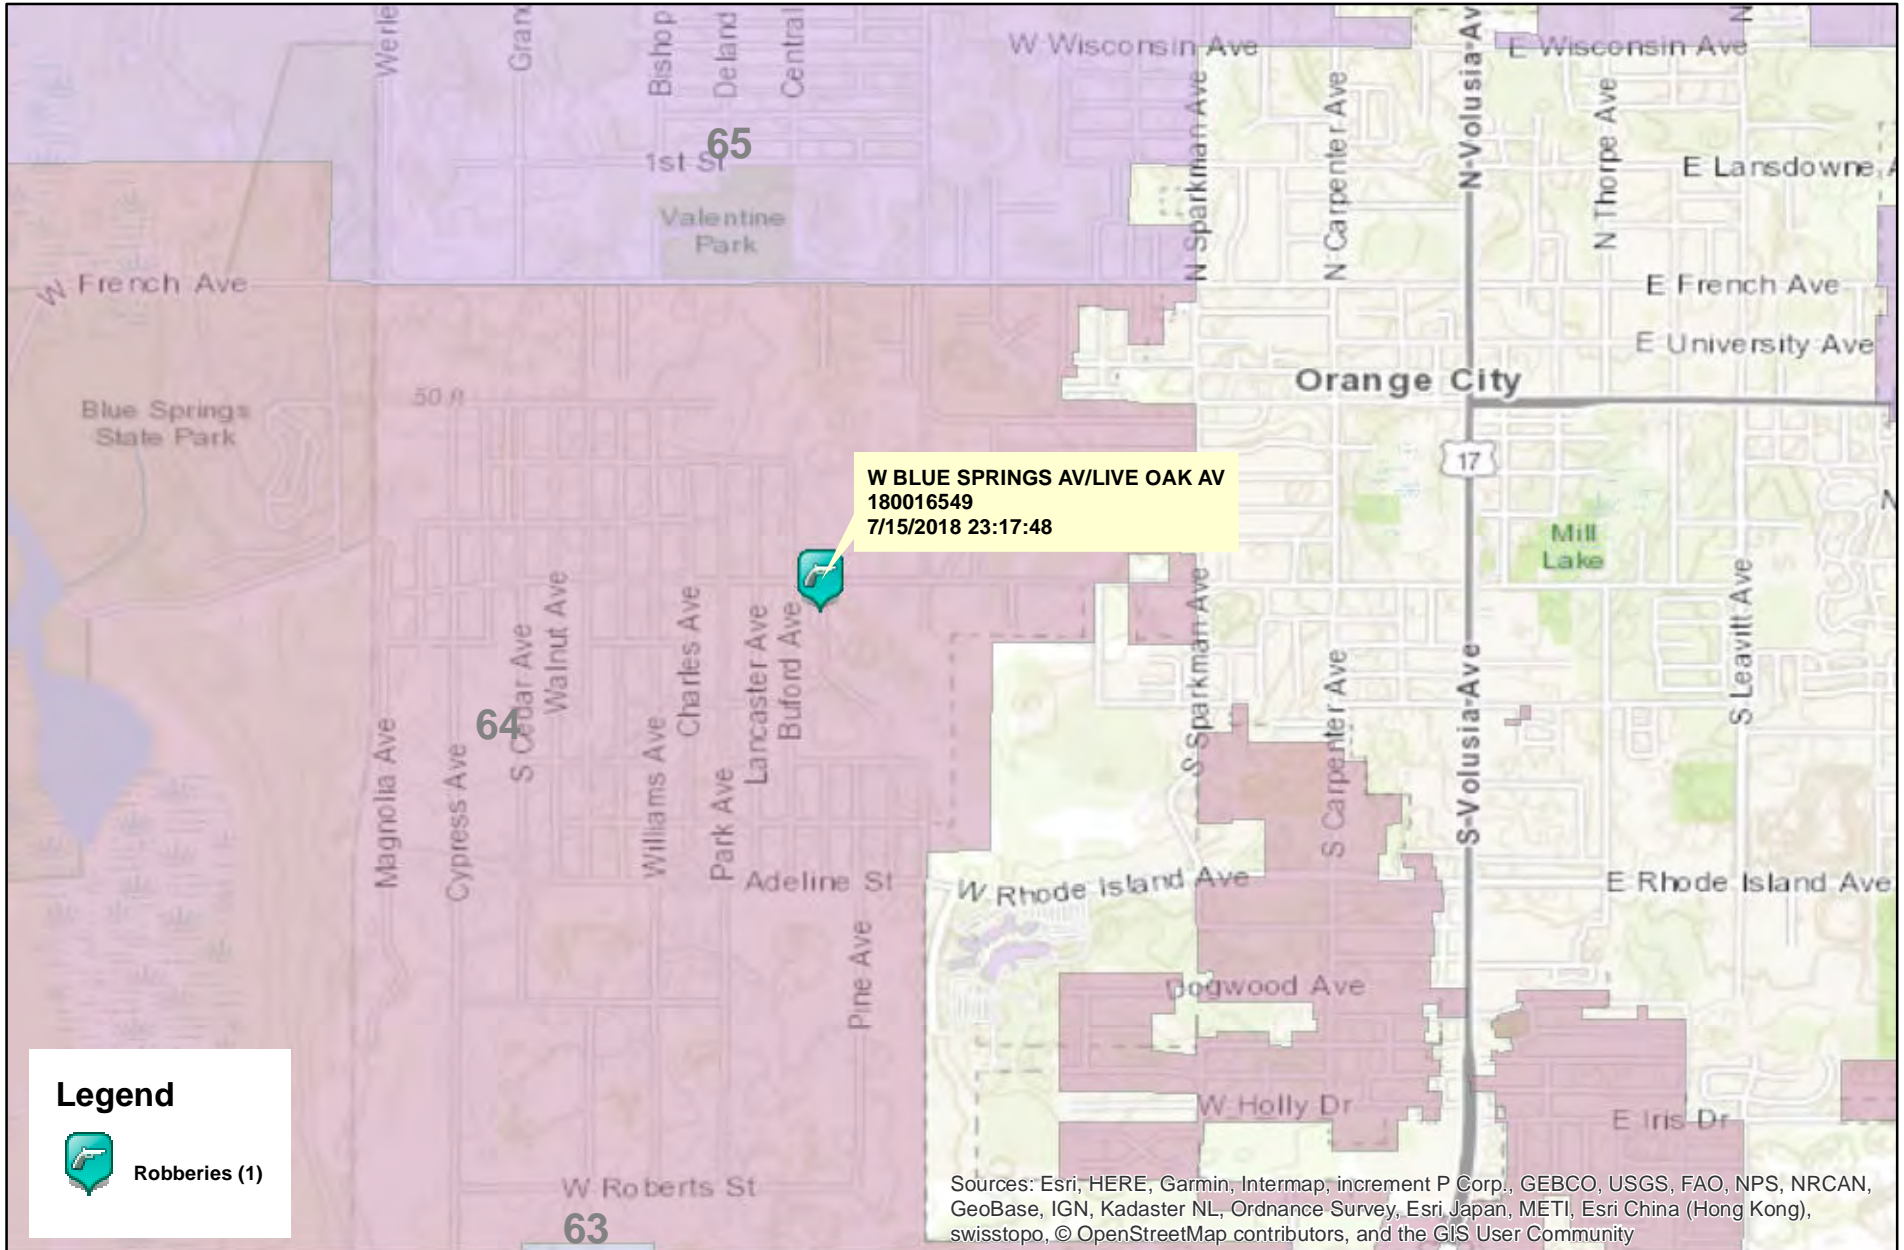 Werle
Grand
Bishop
Deland
Central
W Wisconsin Ave
E Wisconsin Ave
N
65
1st St
Valentine
Park
N Sparkman Ave
N Carpenter Ave
N-Volusia-Av
N Thorpe Ave
E Lansdowne A
W French Ave
E French Ave
E University Ave
50 ft
Orange City
Blue Springs
State Park
17
W BLUE SPRINGS AV/LIVE OAK AV
180016549
7/15/2018 23:17:48
N
Mill
Lake
64
Magnolia Ave
Cypress Ave
S Cedar Ave
Walnut Ave
Williams Ave
Charles Ave
Park Ave
Lancaster Ave
Buford Ave
S Sparkman Ave
S Carpenter Ave
S-Volusia-Ave
S Leavitt Ave
Adeline St
W Rhode Island Ave
E Rhode Island Ave
Pine Ave
Dogwood Ave
W Holly Dr
E Iris Dr
W Roberts St
63
Legend
Robberies (1)
Sources: Esri, HERE, Garmin, Intermap, increment P Corp., GEBCO, USGS, FAO, NPS, NRCAN,
GeoBase, IGN, Kadaster NL, Ordnance Survey, Esri Japan, METI, Esri China (Hong Kong),
swisstopo, © OpenStreetMap contributors, and the GIS User Community